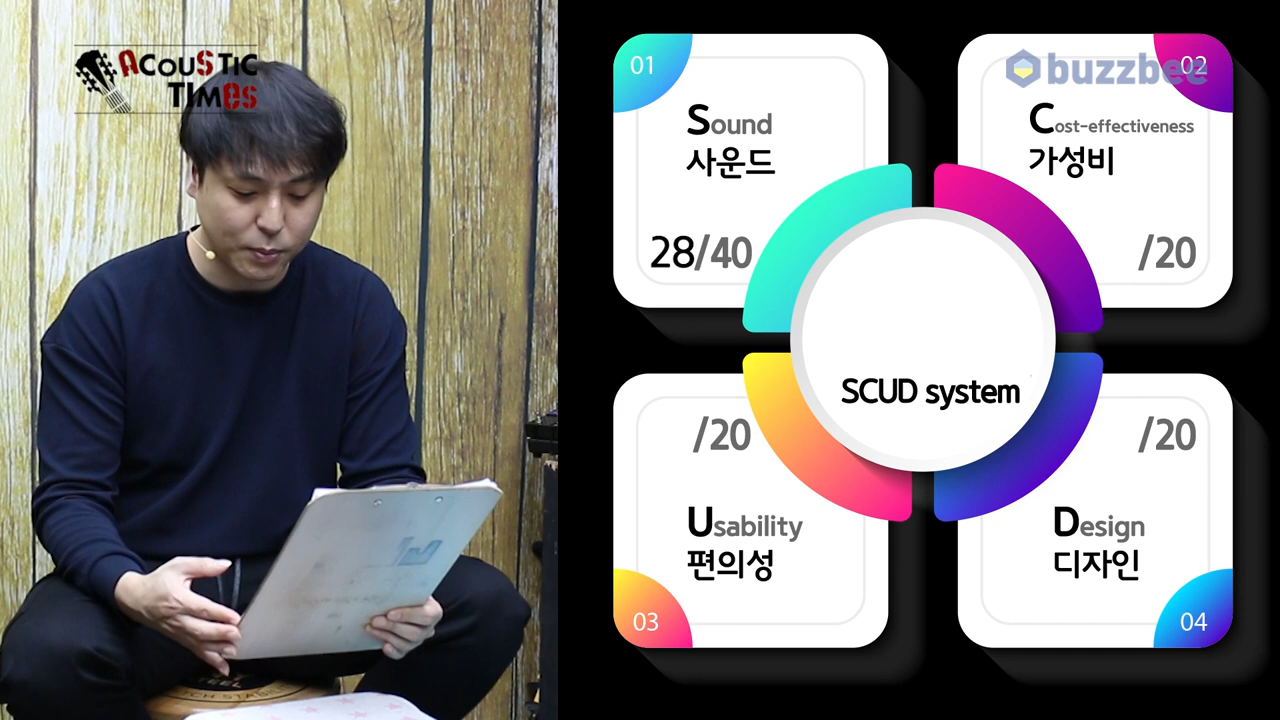 AcouSTic
TIMes
01
Sound
사운드
28/40
buzzbee
02
Cost-effectiveness
가성비
/20
SCUD system
/20
Usability
편의성
03
/20
Design
디자인
04